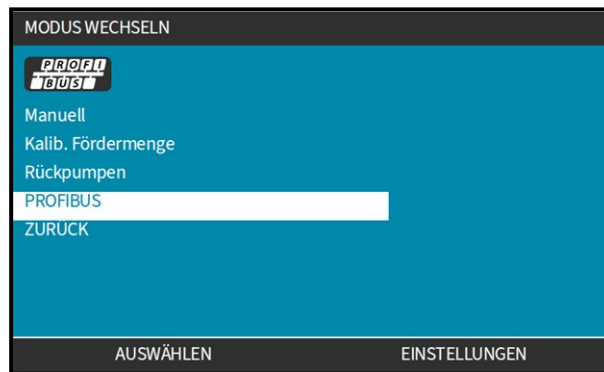 MODUS WECHSELN
PROFI
BUS
Manuell
Kalib. Fördermenge
Rückpumpen
PROFIBUS
ZURÜCK
AUSWÄHLEN EINSTELLUNGEN